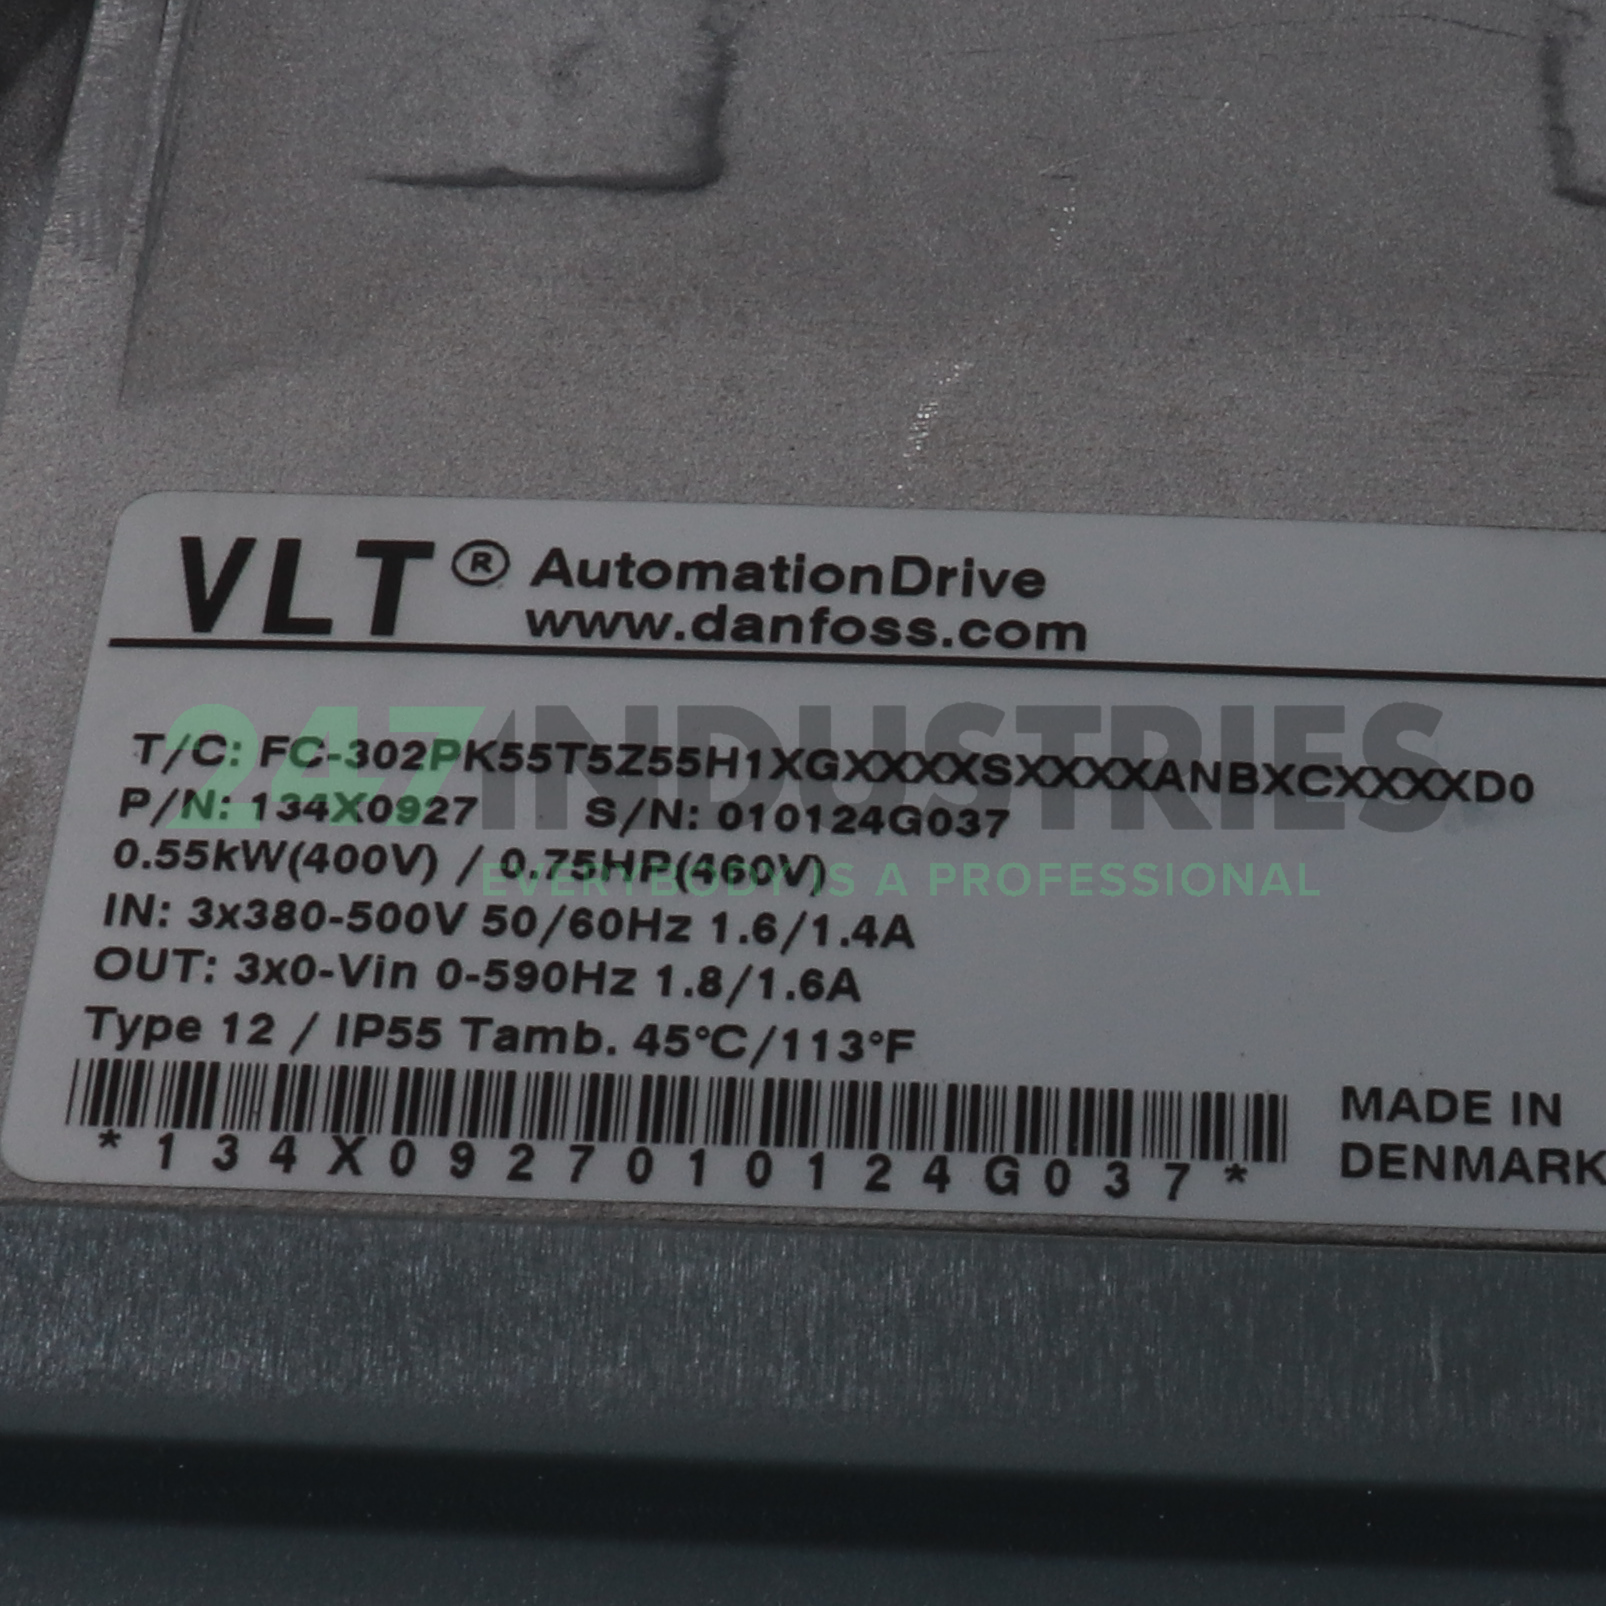 VLT® AutomationDrive
www.danfoss.com
247INDUSTRIES
EVERYBODY IS A PROFESSIONAL
T/C: FC-302PK55T5Z55H1XGXXXXSXXXXANBXCXXXXD0
P/N: 134X0927 S/N: 010124G037
0.55kW(400V) / 0.75HP(460V)
IN: 3x380-500V 50/60Hz 1.6/1.4A
OUT: 3x0-Vin 0-590Hz 1.8/1.6A
Type 12 / IP55 Tamb. 45°C/113°F
*134X0927010124G037*
MADE IN
DENMARK